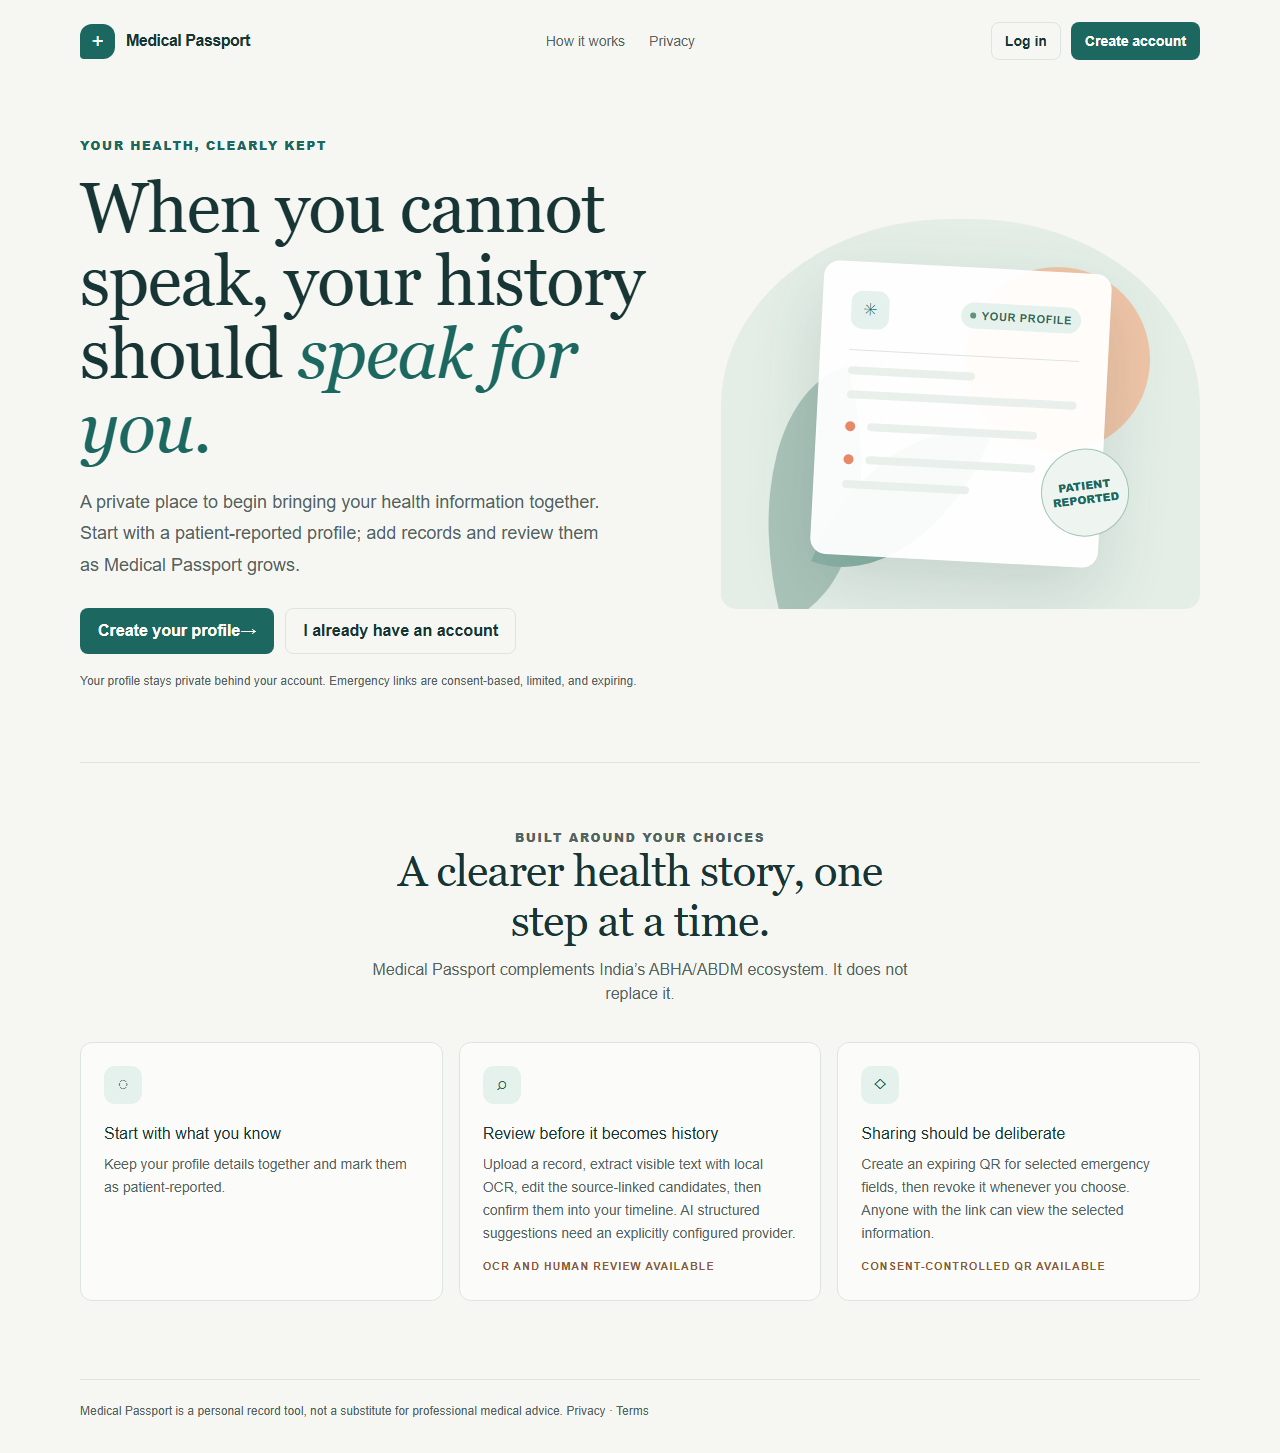 Medical Passport
How it works
Privacy
Log in
Create account
YOUR HEALTH, CLEARLY KEPT
When you cannot
speak, your history
should speak for
you.
A private place to begin bringing your health information together.
Start with a patient-reported profile; add records and review them
as Medical Passport grows.
Create your profile→
I already have an account
Your profile stays private behind your account. Emergency links are consent-based, limited, and expiring.
YOUR PROFILE
PATIENT
REPORTED
BUILT AROUND YOUR CHOICES
A clearer health story, one
step at a time.
Medical Passport complements India’s ABHA/ABDM ecosystem. It does not
replace it.
Start with what you know
Keep your profile details together and mark them
as patient-reported.
Review before it becomes history
Upload a record, extract visible text with local
OCR, edit the source-linked candidates, then
confirm them into your timeline. AI structured
suggestions need an explicitly configured provider.
OCR AND HUMAN REVIEW AVAILABLE
Sharing should be deliberate
Create an expiring QR for selected emergency
fields, then revoke it whenever you choose.
Anyone with the link can view the selected
information.
CONSENT-CONTROLLED QR AVAILABLE
Medical Passport is a personal record tool, not a substitute for professional medical advice. Privacy · Terms